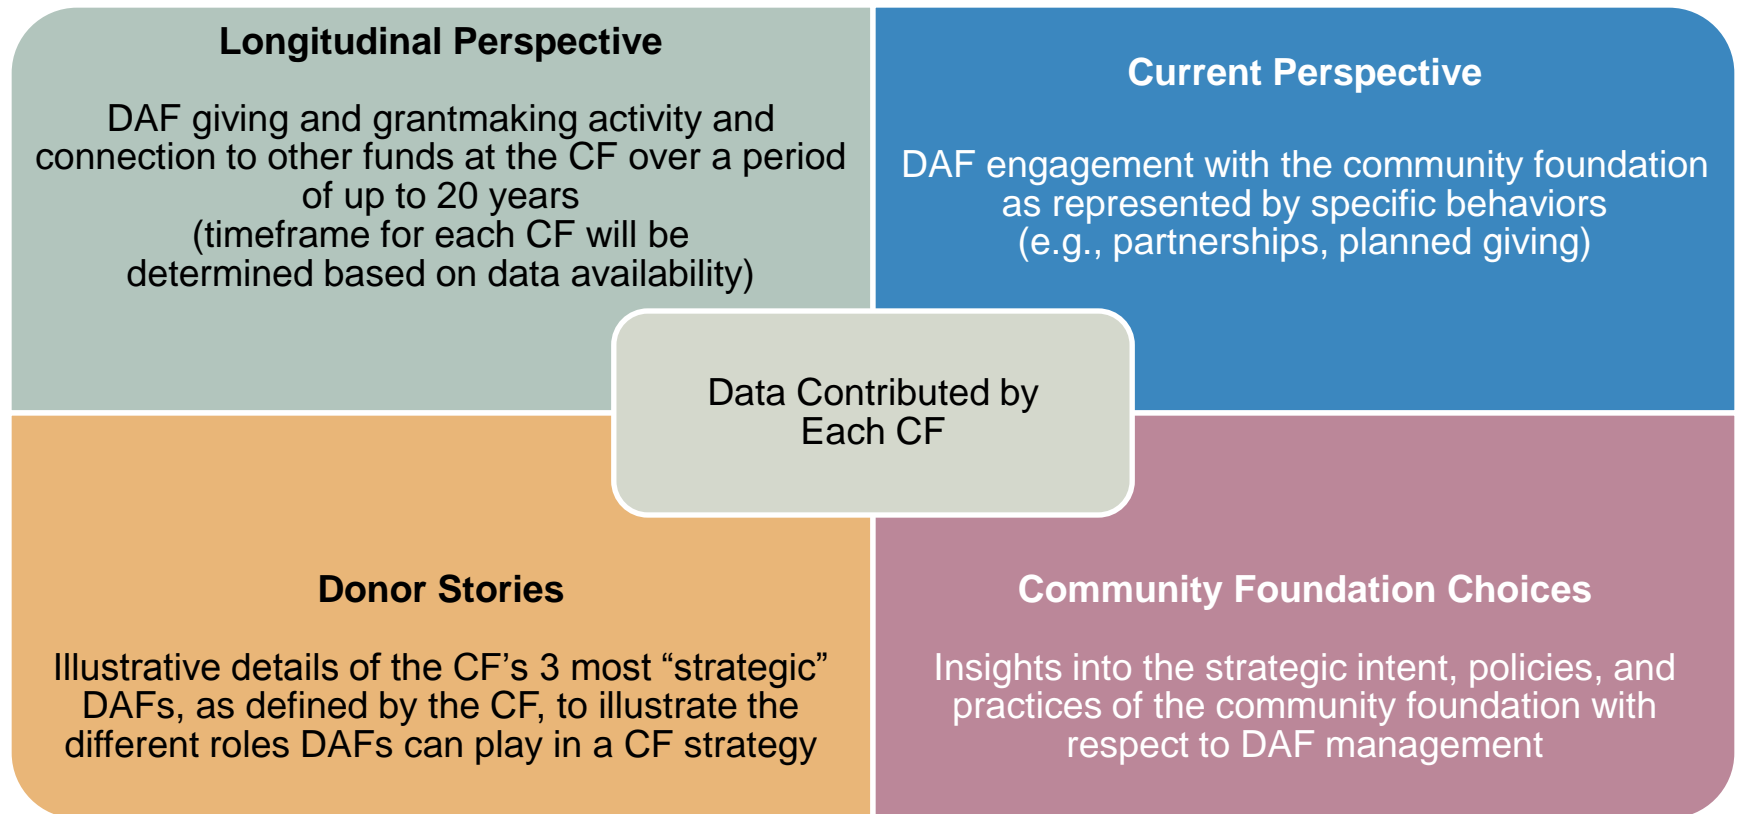 Longitudinal Perspective
DAF giving and grantmaking activity and
connection to other funds at the CF over a period
of up to 20 years
(timeframe for each CF will be
determined based on data availability)
Current Perspective
DAF engagement with the community foundation
as represented by specific behaviors
(e.g., partnerships, planned giving)
Data Contributed by
Each CF
Donor Stories
Illustrative details of the CF’s 3 most “strategic”
DAFs, as defined by the CF, to illustrate the
different roles DAFs can play in a CF strategy
Community Foundation Choices
Insights into the strategic intent, policies, and
practices of the community foundation with
respect to DAF management